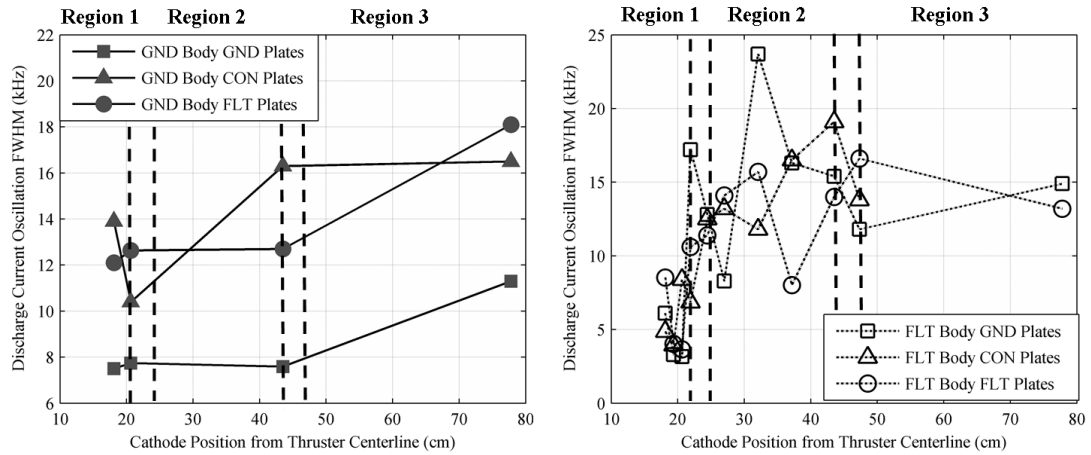 Region 1 Region 2 Region 3
22
20
18
16
14
12
10
8
6
Discharge Current Oscillation FWHM (kHz)
GND Body GND Plates
GND Body CON Plates
GND Body FLT Plates
10 20 30 40 50 60 70 80
Cathode Position from Thruster Centerline (cm)
Region 1 Region 2 Region 3
25
20
15
10
5
0
Discharge Current Oscillation FWHM (kHz)
FLT Body GND Plates
FLT Body CON Plates
FLT Body FLT Plates
10 20 30 40 50 60 70 80
Cathode Position from Thruster Centerline (cm)